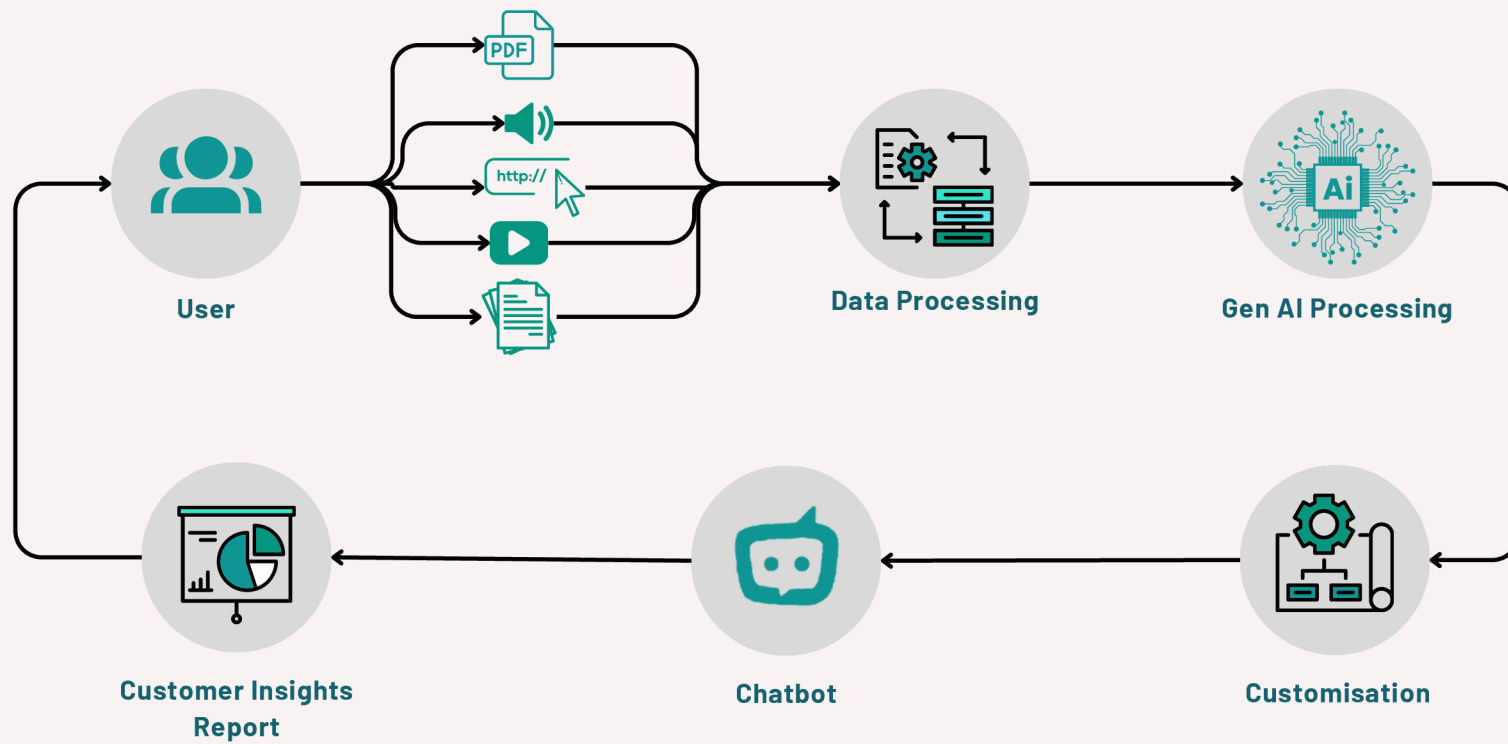 PDF
http://
Ai
User
Data Processing
Gen AI Processing
Customer Insights
Report
Chatbot
Customisation